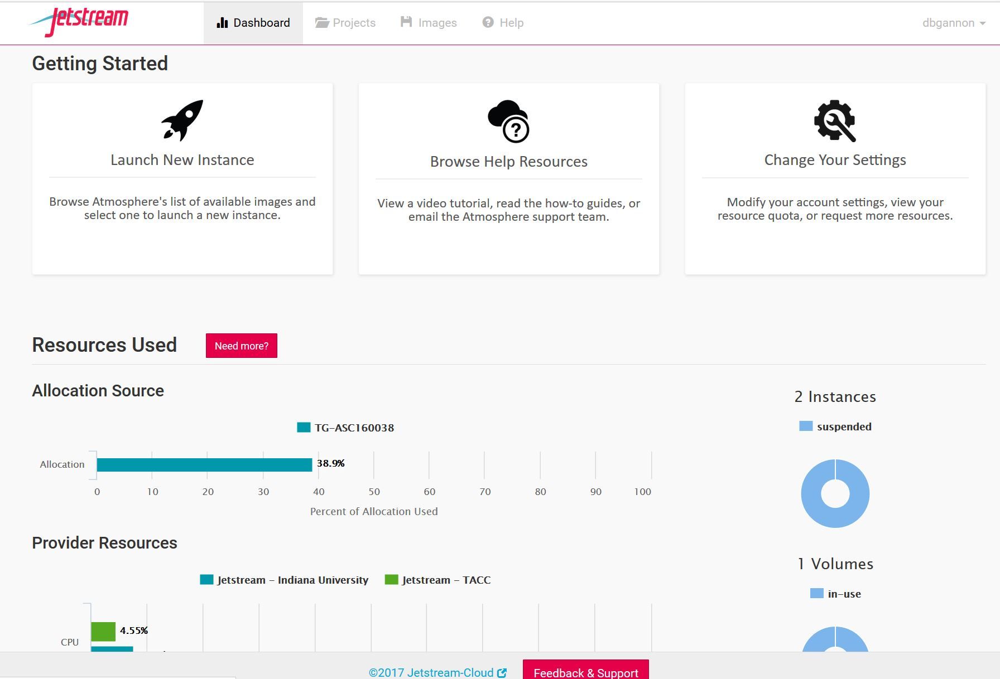 Jetstream
Dashboard
Projects
Images
Help
dbgannon
Getting Started
Launch New Instance
Browse Atmosphere's list of available images and
select one to launch a new instance.
?
Browse Help Resources
View a video tutorial, read the how-to guides, or
email the Atmosphere support team.
Change Your Settings
Modify your account settings, view your
resource quota, or request more resources.
Resources Used
Need more?
Allocation Source
TG-ASC160038
Allocation
38.9%
0 10 20 30 40 50 60 70 80 90 100
Percent of Allocation Used
2 Instances
suspended
Provider Resources
Jetstream - Indiana University
Jetstream - TACC
CPU
4.55%
1 Volumes
in-use
©2017 Jetstream-Cloud
Feedback & Support